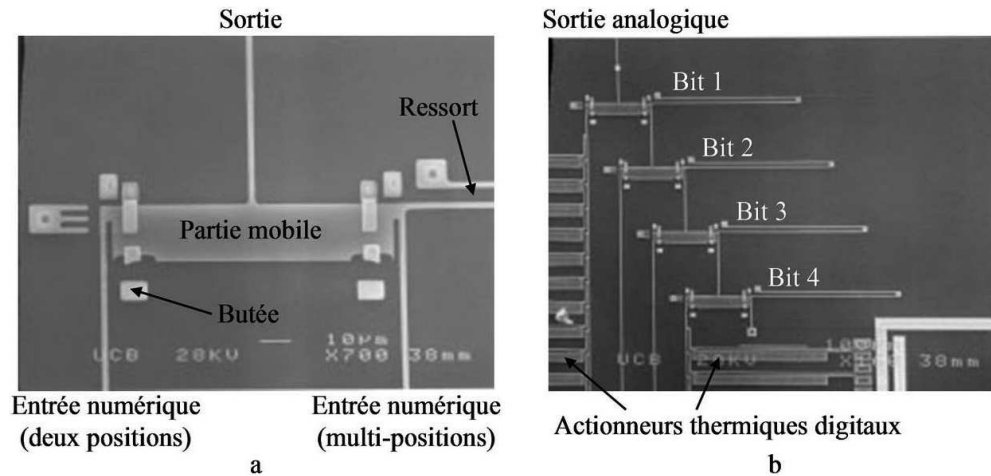 Sortie
Ressort
Partie mobile
Butée
10µm
UCB 20KV X700 38mm
Entrée numérique
(deux positions)
Entrée numérique
(multi-positions)
a
Sortie analogique
Bit 1
Bit 2
Bit 3
Bit 4
UCB 38mm
Actionneurs thermiques digitaux
b